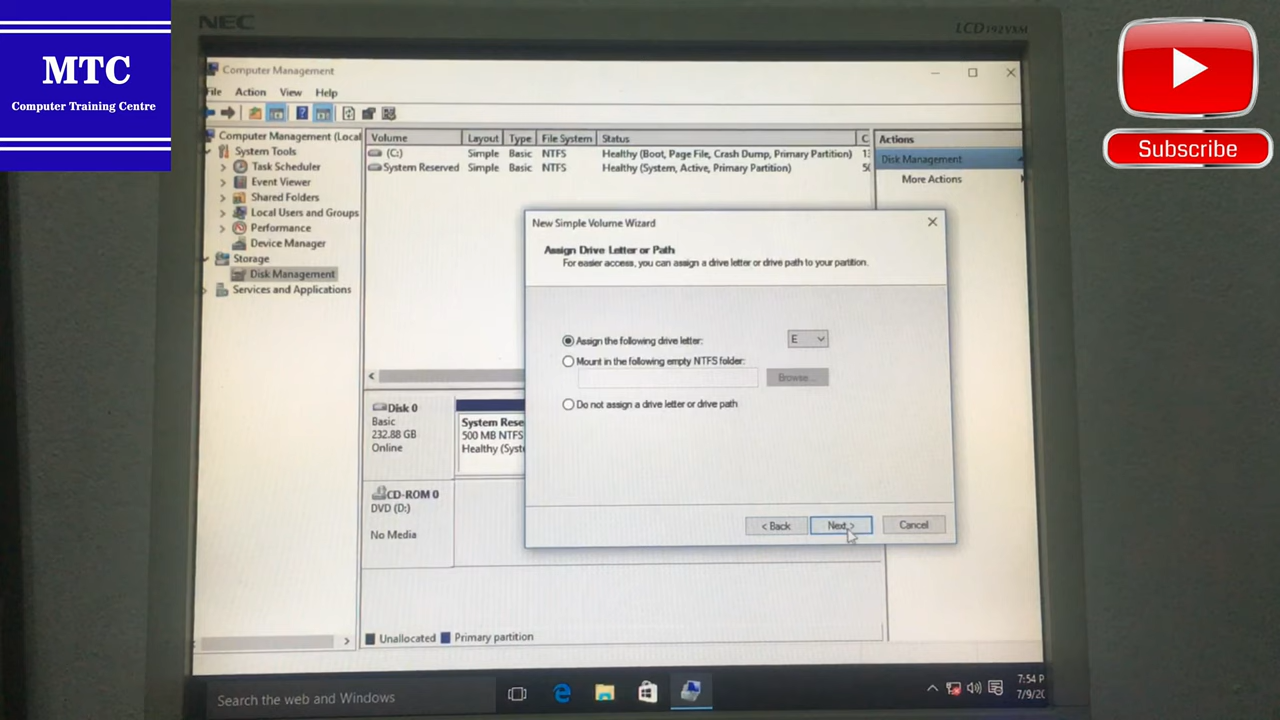 NEC
LCD192VXM
MTC
Computer Training Centre
Subscribe
Computer Management
File Action View Help
Computer Management (Local
System Tools
Task Scheduler
Event Viewer
Shared Folders
Local Users and Groups
Performance
Device Manager
Storage
Disk Management
Services and Applications
Volume Layout Type File System Status C
(C:) Simple Basic NTFS Healthy (Boot, Page File, Crash Dump, Primary Partition)
System Reserved Simple Basic NTFS Healthy (System, Active, Primary Partition)
Actions
Disk Management
More Actions
New Simple Volume Wizard
Assign Drive Letter or Path
For easier access, you can assign a drive letter or drive path to your partition.
Assign the following drive letter: E
Mount in the following empty NTFS folder:
Browse...
Do not assign a drive letter or drive path
< Back Next > Cancel
Disk 0
Basic
232.88 GB
Online
System Rese
500 MB NTFS
Healthy (Syst
CD-ROM 0
DVD (D:)
No Media
Unallocated Primary partition
Search the web and Windows
7:54 P
7/9/20